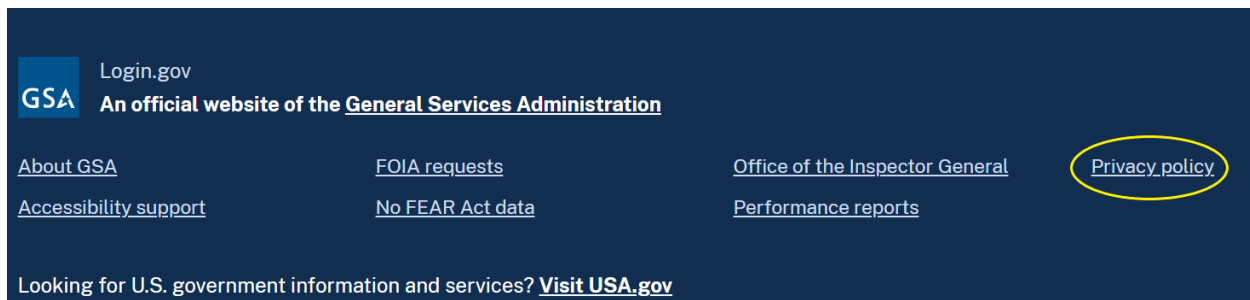 Login.gov
GSA An official website of the General Services Administration
About GSA FOIA requests Office of the Inspector General Privacy policy
Accessibility support No FEAR Act data Performance reports
Looking for U.S. government information and services? Visit USA.gov